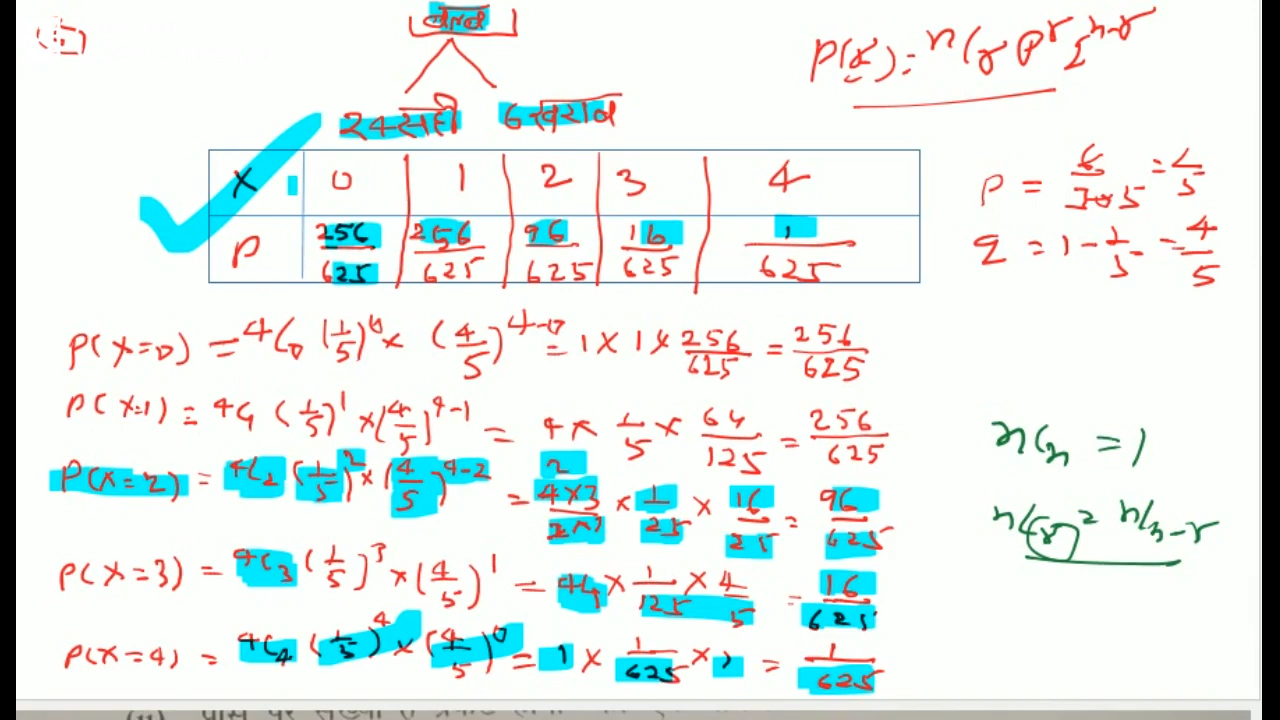 बल्ब
P(r) = nCr P^r q^n-r
24 सही 6 खराब
X 0 1 2 3 4
P 256/625 256/625 96/625 16/625 1/625
P = 6/30 5 = 1/5
q = 1 - 1/5 = 4/5
P(X=0) = 4C0 (1/5)^0 × (4/5)^4-0 = 1 × 1 × 256/625 = 256/625
P(X=1) = 4C1 (1/5)^1 × (4/5)^4-1 = 4 × 1/5 × 64/125 = 256/625
P(X=2) = 4C2 (1/5)^2 × (4/5)^4-2 = 4×3/2×1 × 1/25 × 16/25 = 96/625
P(X=3) = 4C3 (1/5)^3 × (4/5)^1 = 4C1 × 1/125 × 4/5 = 16/625
P(X=4) = 4C4 (1/5)^4 × (4/5)^0 = 1 × 1/625 × 1 = 1/625
nCn = 1
nCr = nCn-r